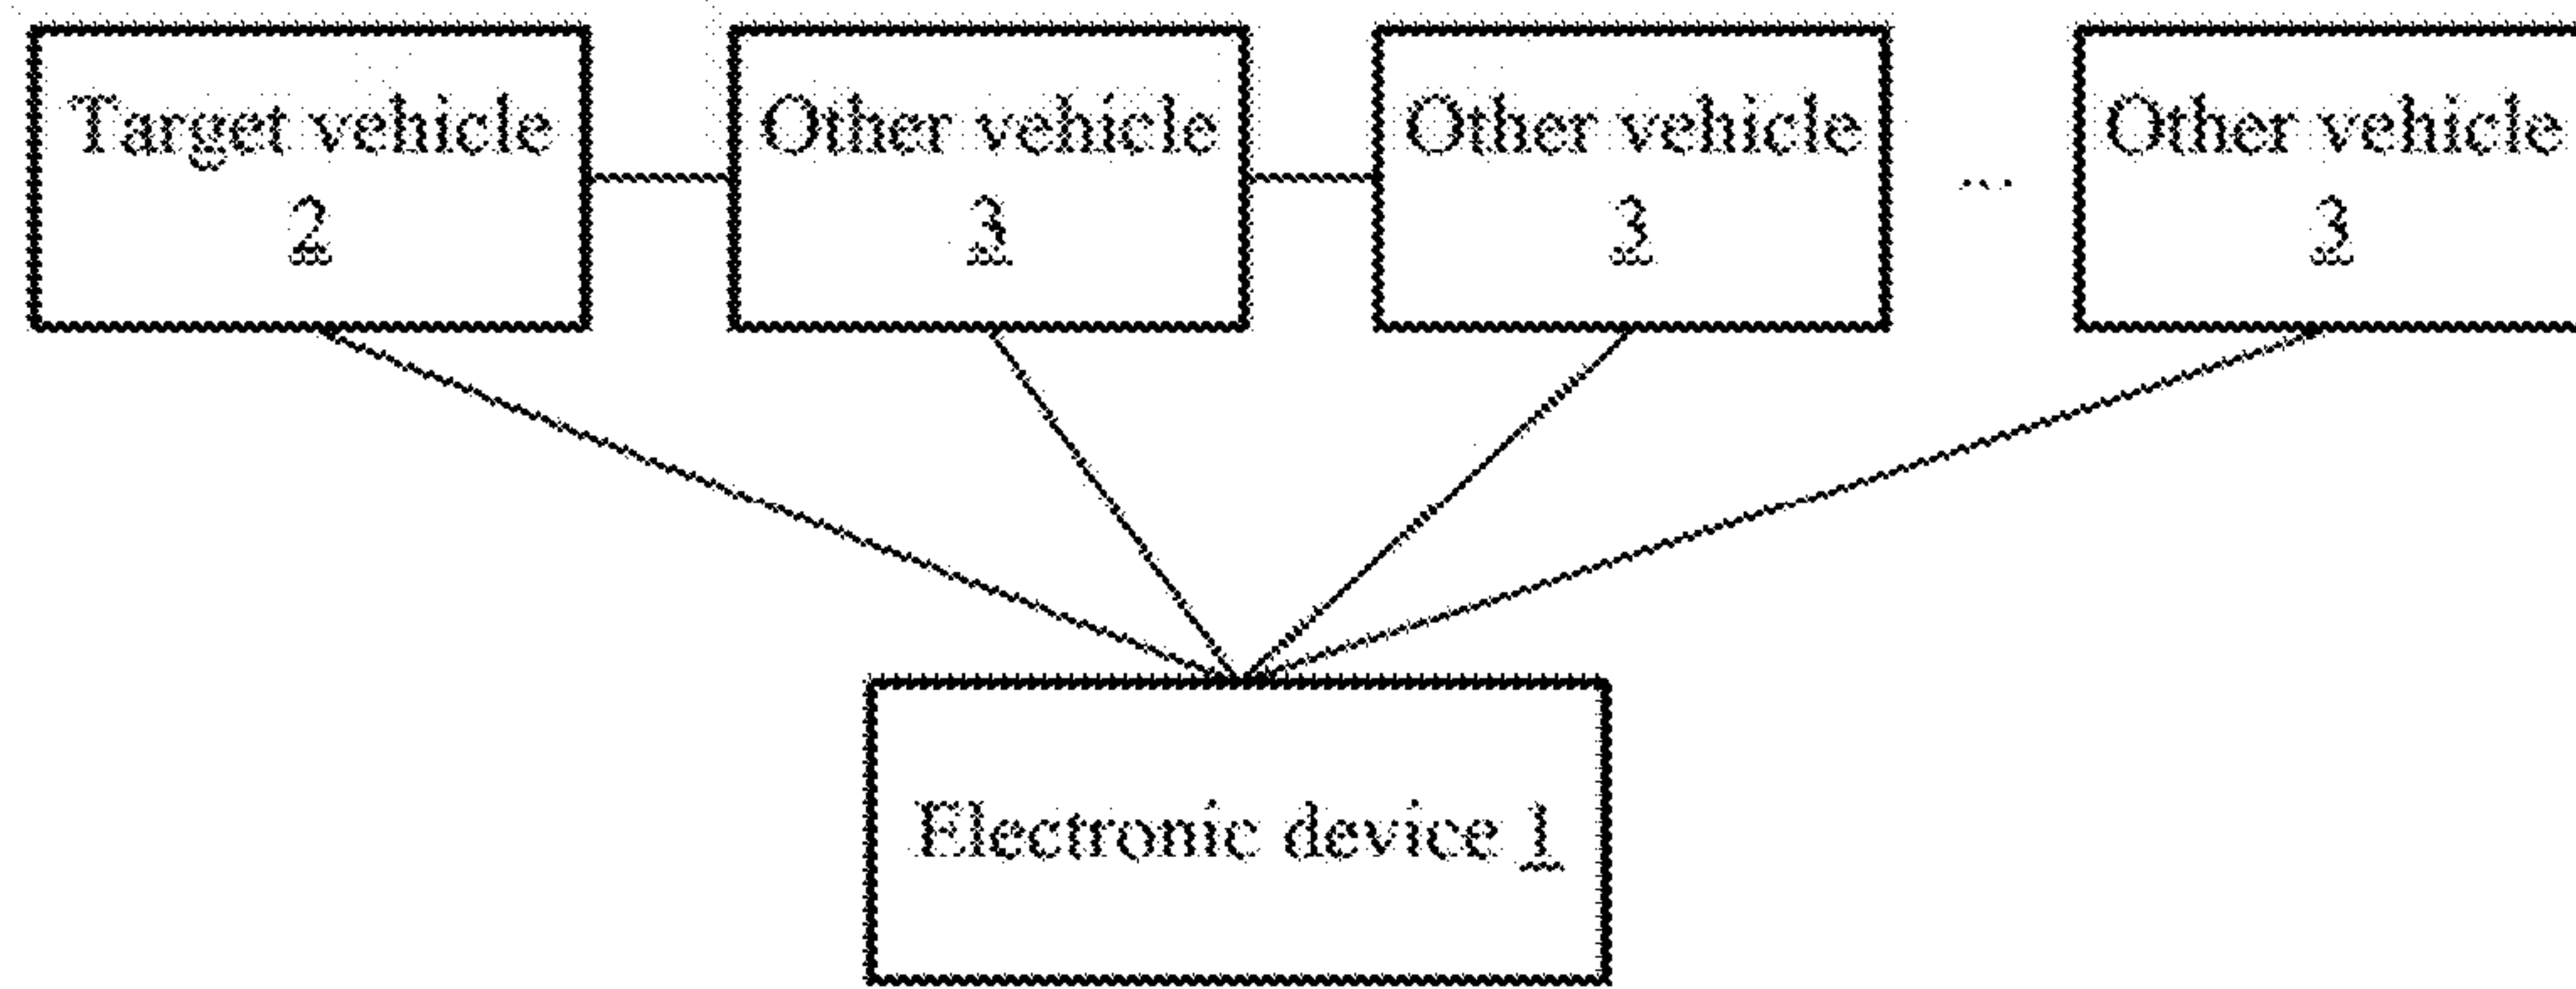 Target vehicle
2
Other vehicle
3
Other vehicle
3
...
Other vehicle
3
Electronic device 1